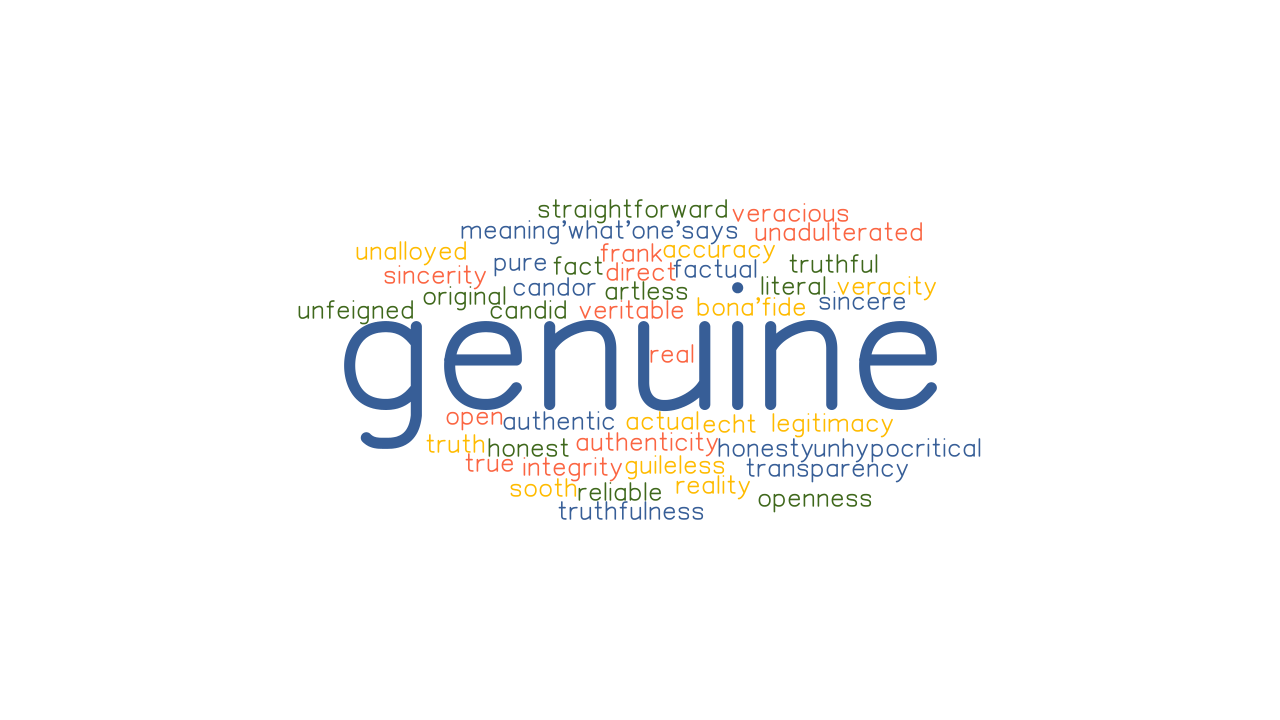 straightforward veracious
meaning'what'one'says unadulterated
unalloyed frank accuracy
sincerity pure fact direct factual truthful
candor artless literal veracity
unfeigned original candid veritable bona'fide sincere
genuine
real
open authentic actual echt legitimacy
truth honest authenticity honesty unhypocritical
true integrity guileless transparency
sooth reliable reality openness
truthfulness